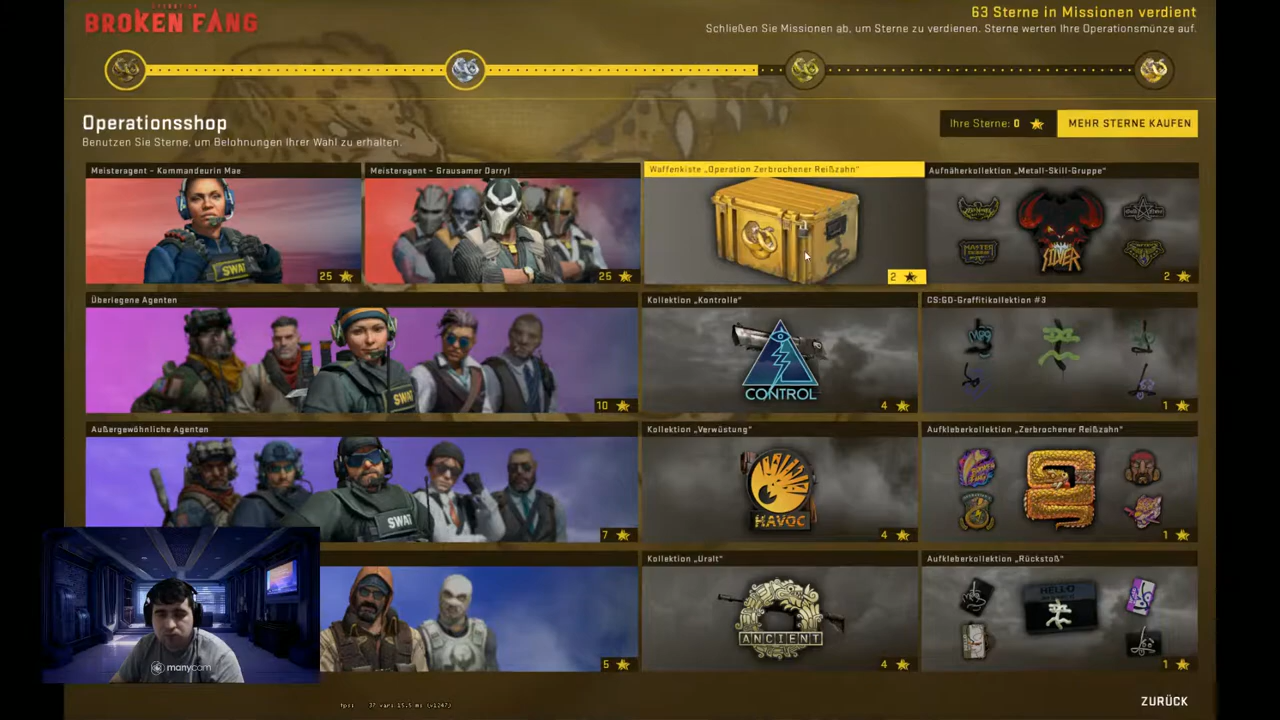 OPERATION
BROKEN FANG
63 Sterne in Missionen verdient
Schließen Sie Missionen ab, um Sterne zu verdienen. Sterne werten Ihre Operationsmünze auf.
Operationsshop
Benutzen Sie Sterne, um Belohnungen Ihrer Wahl zu erhalten.
Ihre Sterne: 0
MEHR STERNE KAUFEN
Meisteragent – Kommandeurin Mae
SWAT
25
Meisteragent – Grausamer Darryl
25
Waffenkiste „Operation Zerbrochener Reißzahn“
2
Aufnäherkollektion „Metall-Skill-Gruppe“
SILVER
2
Überlegene Agenten
SWAT
10
Kollektion „Kontrolle“
CONTROL
4
CS:GO-Graffitikollektion #3
1
Außergewöhnliche Agenten
SWAT
7
Kollektion „Verwüstung“
HAVOC
4
Aufkleberkollektion „Zerbrochener Reißzahn“
1
5
Kollektion „Uralt“
ANCIENT
4
Aufkleberkollektion „Rückstoß“
HELLO
1
manycam
ZURÜCK